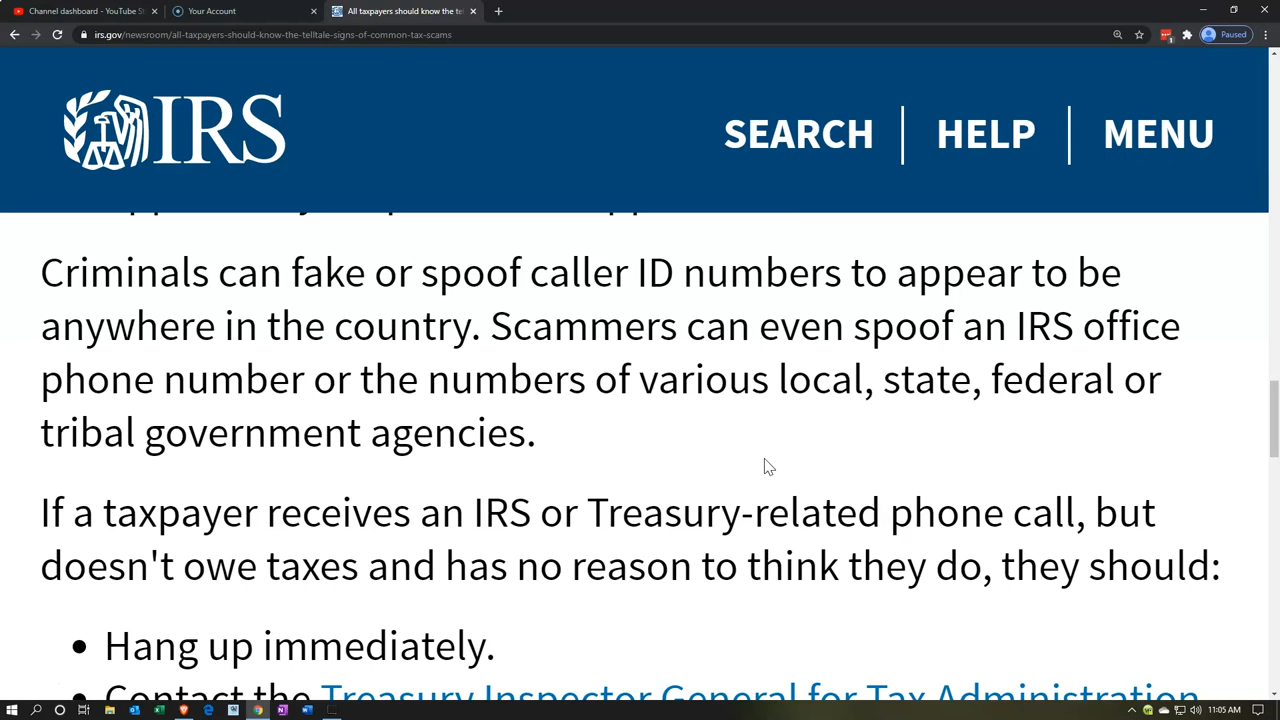 Channel dashboard - YouTube St
Your Account
All taxpayers should know the tel
irs.gov/newsroom/all-taxpayers-should-know-the-telltale-signs-of-common-tax-scams
Paused
IRS
SEARCH
HELP
MENU
Criminals can fake or spoof caller ID numbers to appear to be
anywhere in the country. Scammers can even spoof an IRS office
phone number or the numbers of various local, state, federal or
tribal government agencies.
If a taxpayer receives an IRS or Treasury-related phone call, but
doesn't owe taxes and has no reason to think they do, they should:
• Hang up immediately.
• Contact the Treasury Inspector General for Tax Administration
11:05 AM